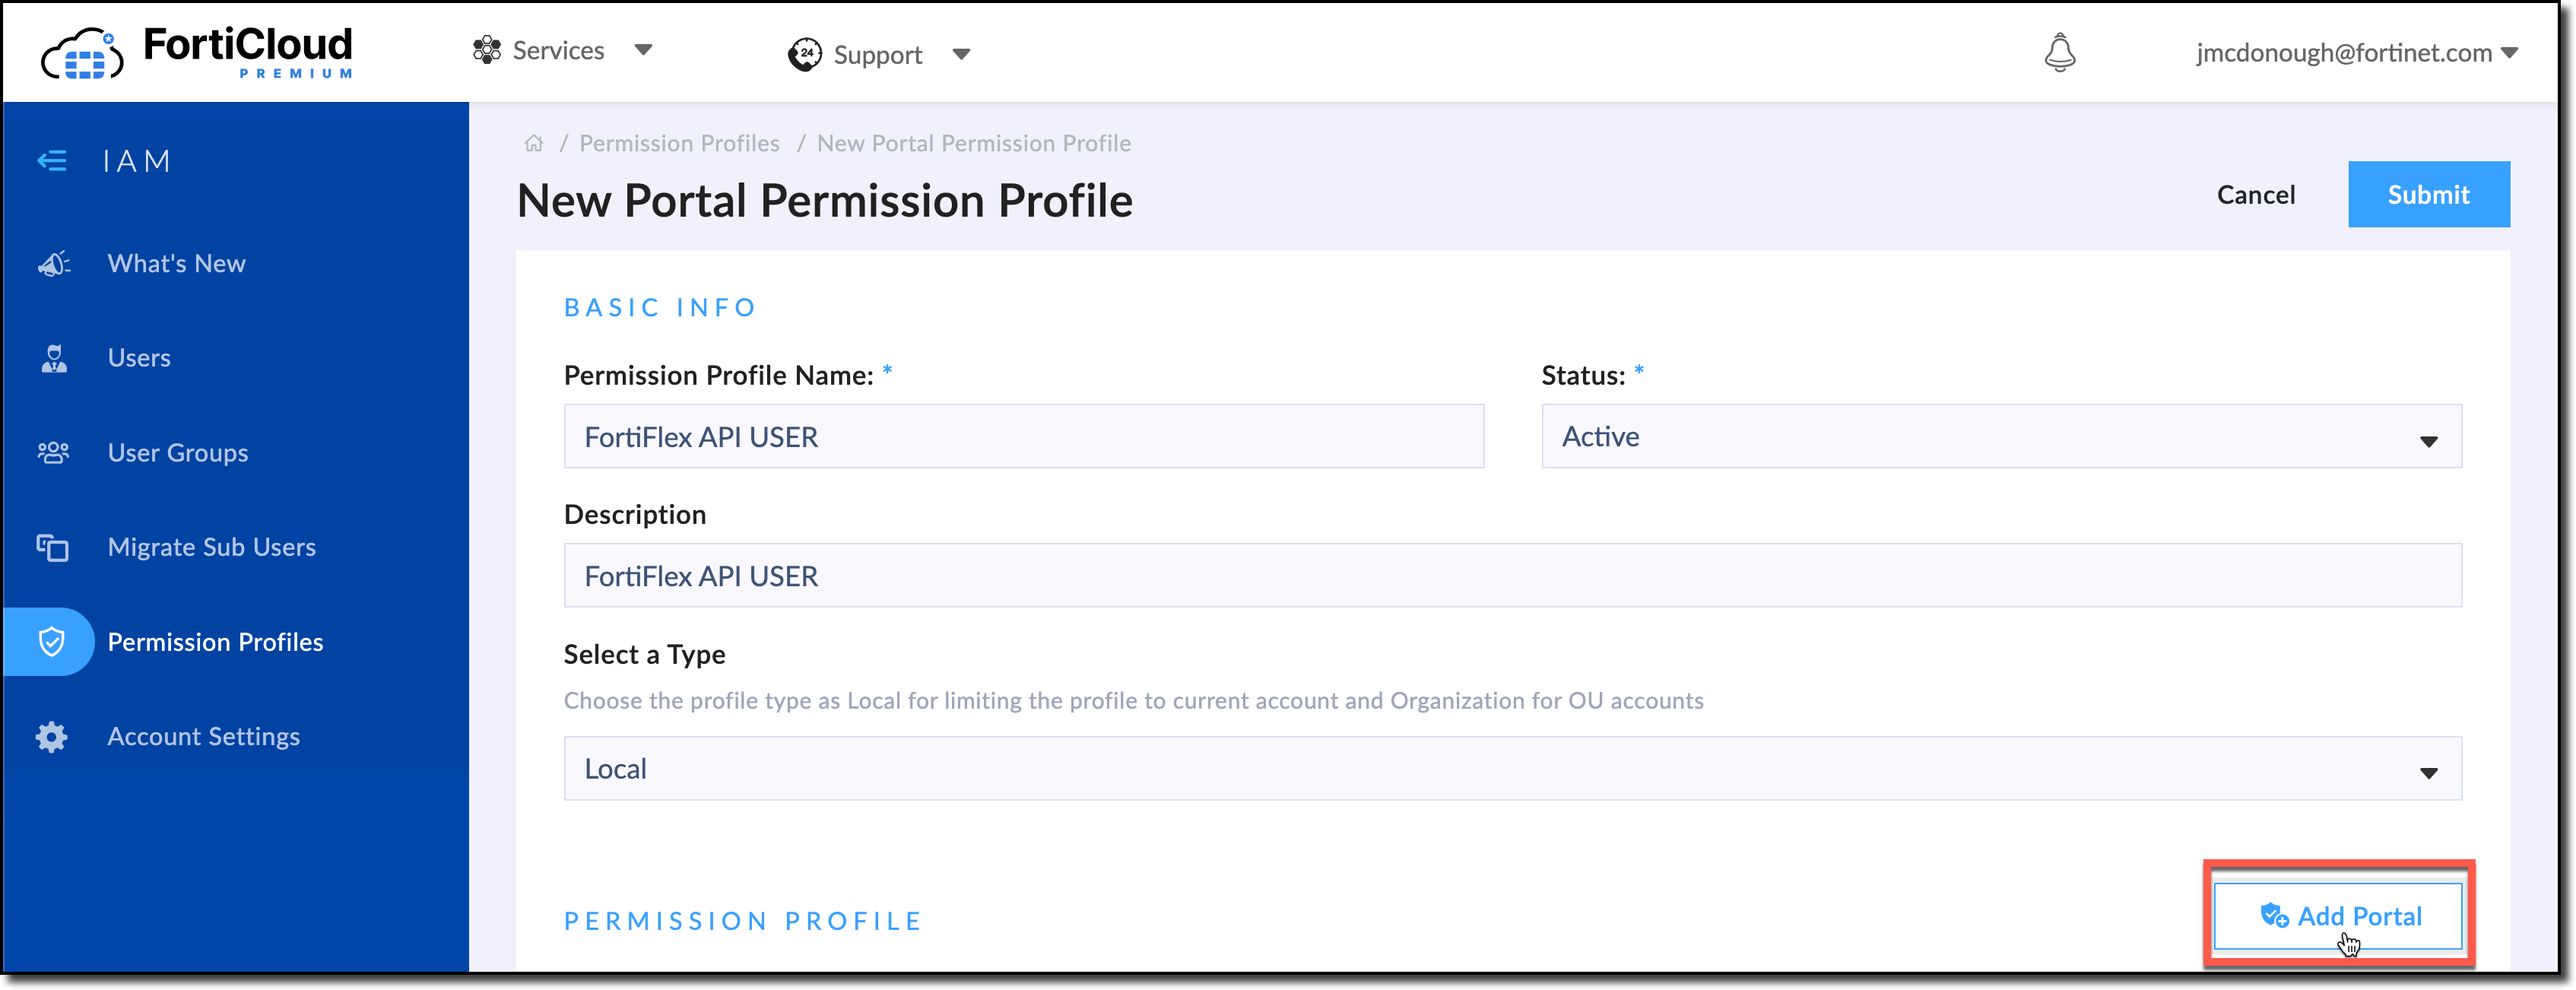 FortiCloud
PREMIUM
Services
24
Support
jmcdonough@fortinet.com
IAM
What's New
Users
User Groups
Migrate Sub Users
Permission Profiles
Account Settings
/ Permission Profiles / New Portal Permission Profile
New Portal Permission Profile
Cancel
Submit
BASIC INFO
Permission Profile Name: *
Status: *
FortiFlex API USER
Active
Description
FortiFlex API USER
Select a Type
Choose the profile type as Local for limiting the profile to current account and Organization for OU accounts
Local
PERMISSION PROFILE
Add Portal